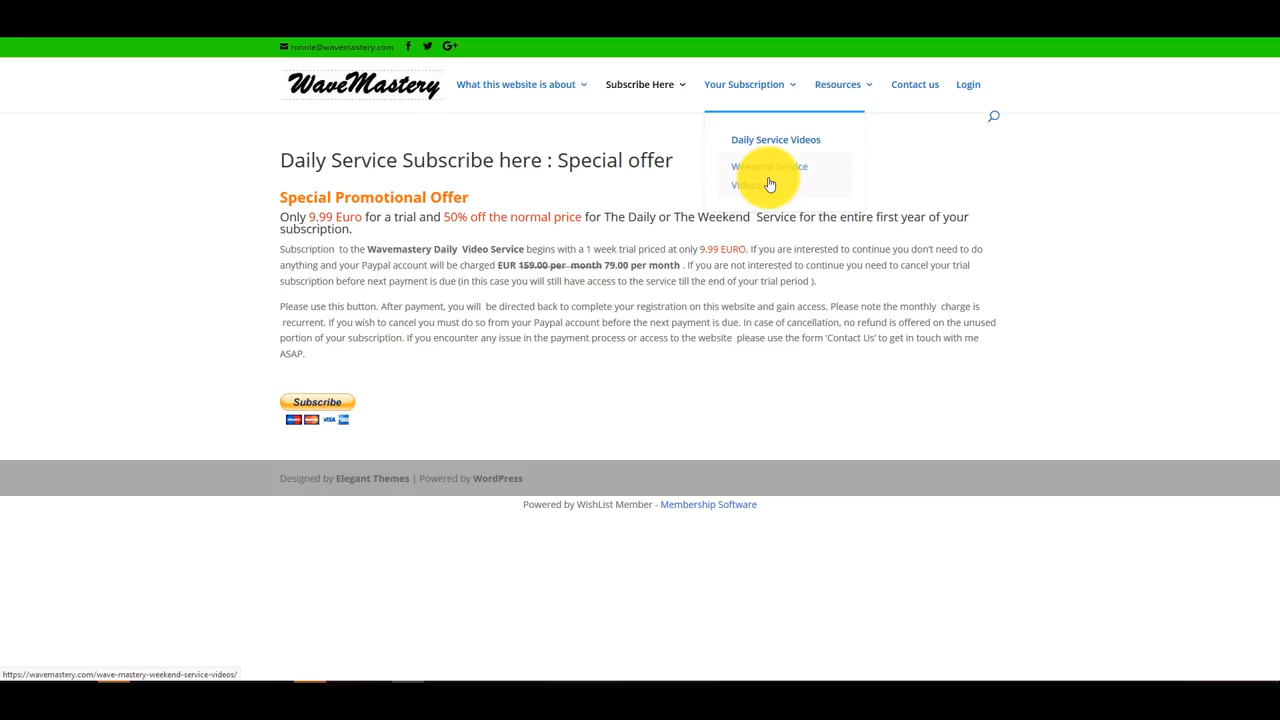 ronnie@wavemastery.com
WaveMastery
What this website is about
Subscribe Here
Your Subscription
Resources
Contact us
Login
Daily Service Videos
Weekend Service
Videos
Daily Service Subscribe here : Special offer
Special Promotional Offer
Only 9.99 Euro for a trial and 50% off the normal price for The Daily or The Weekend Service for the entire first year of your
subscription.
Subscription to the Wavemastery Daily Video Service begins with a 1 week trial priced at only 9.99 EURO. If you are interested to continue you don't need to do
anything and your Paypal account will be charged EUR 159.00 per month 79.00 per month . If you are not interested to continue you need to cancel your trial
subscription before next payment is due (in this case you will still have access to the service till the end of your trial period ).
Please use this button. After payment, you will be directed back to complete your registration on this website and gain access. Please note the monthly charge is
recurrent. If you wish to cancel you must do so from your Paypal account before the next payment is due. In case of cancellation, no refund is offered on the unused
portion of your subscription. If you encounter any issue in the payment process or access to the website please use the form 'Contact Us' to get in touch with me
ASAP.
Subscribe
VISA
Designed by Elegant Themes | Powered by WordPress
Powered by WishList Member - Membership Software
https://wavemastery.com/wave-mastery-weekend-service-videos/